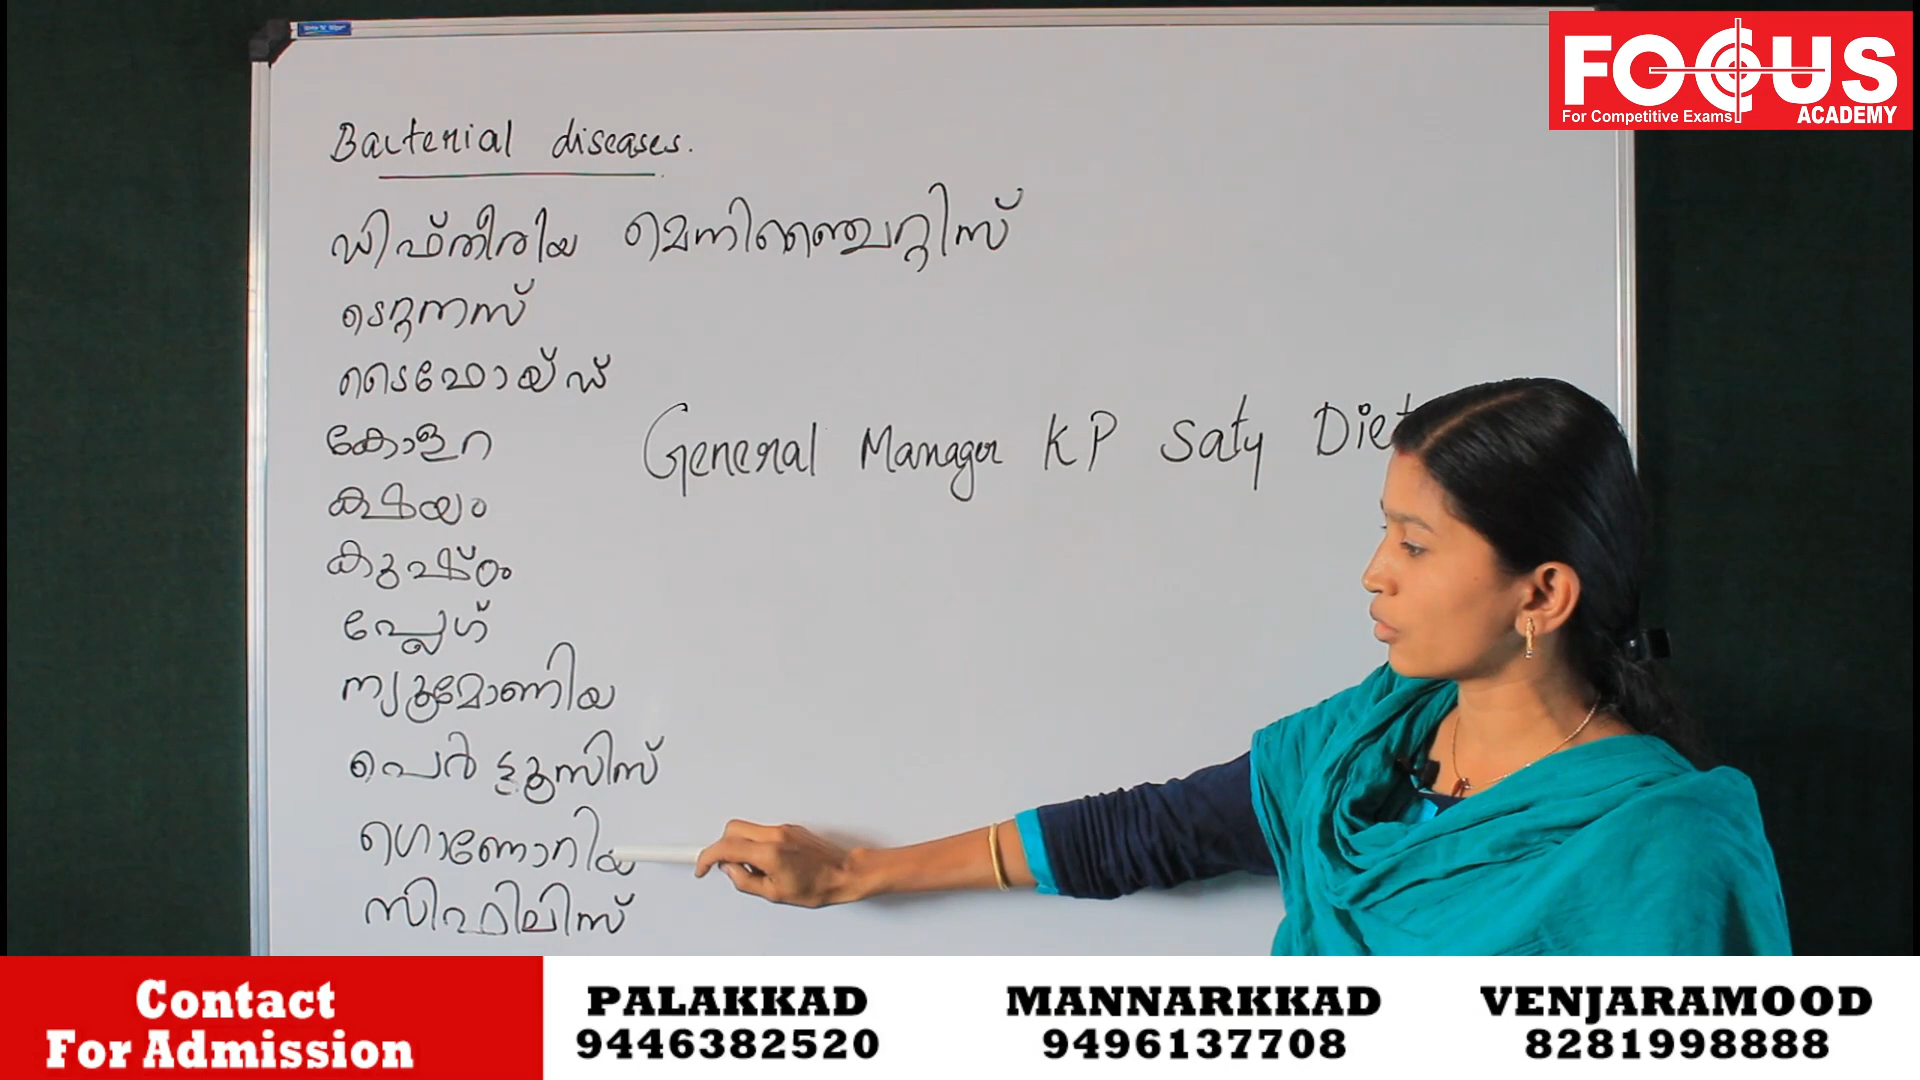 FOCUS
For Competitive Exams
ACADEMY
Bacterial diseases.
ഡിഫ്തീരിയ മെനിഞ്ചൈറ്റിസ്
ടെറ്റനസ്
ടൈഫോയ്ഡ്
കോളറ
General Manager KP Saty Diet
ക്ഷയം
കുഷ്ഠം
പ്ലേഗ്
ന്യൂമോണിയ
പെർട്ടൂസിസ്
ഗൊണോറിയ
സിഫിലിസ്
Contact
For Admission
PALAKKAD
9446382520
MANNARKKAD
9496137708
VENJARAMOOD
8281998888